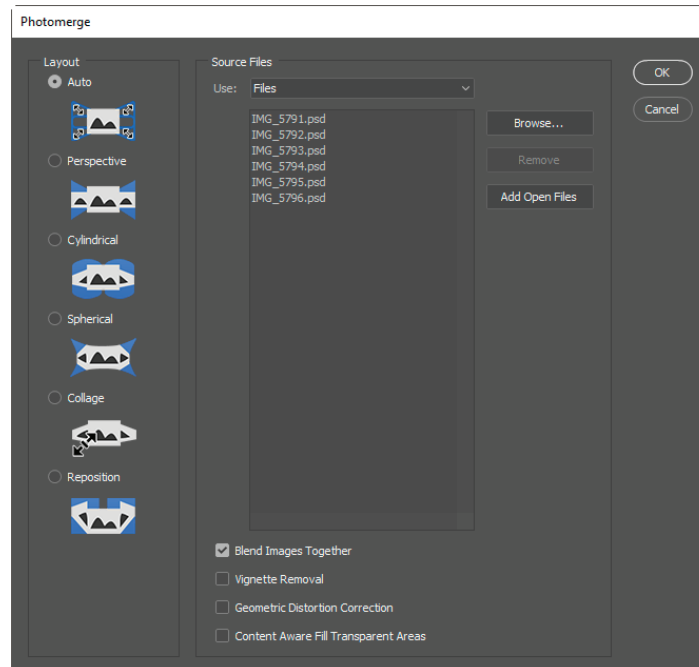 Photomerge
Layout
Auto
Perspective
Cylindrical
Spherical
Collage
Reposition
Source Files
Use: Files
IMG_5791.psd
IMG_5792.psd
IMG_5793.psd
IMG_5794.psd
IMG_5795.psd
IMG_5796.psd
Browse...
Remove
Add Open Files
Blend Images Together
Vignette Removal
Geometric Distortion Correction
Content Aware Fill Transparent Areas
OK
Cancel